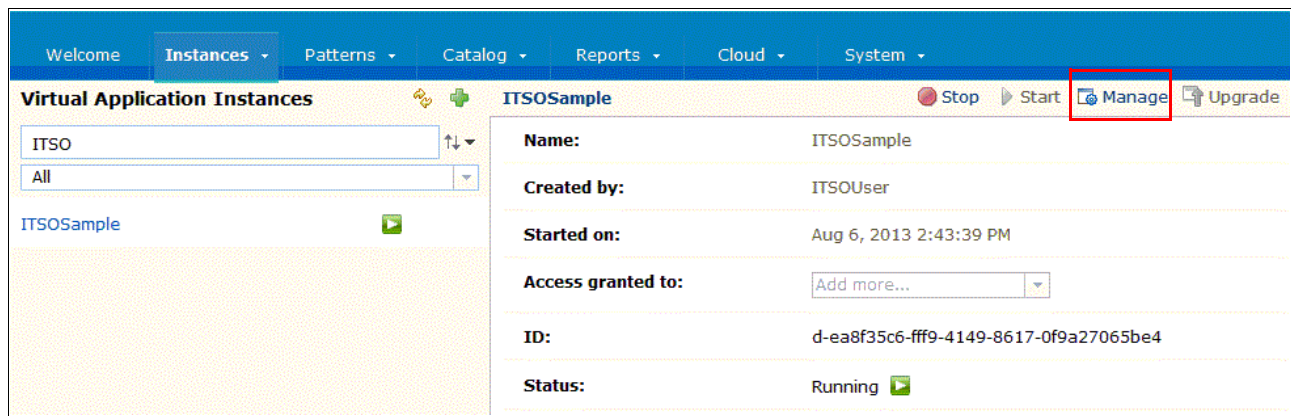 Welcome Instances Patterns Catalog Reports Cloud System
Virtual Application Instances
ITSO
All
ITSOSample
ITSOSample Stop Start Manage Upgrade
Name: ITSOSample
Created by: ITSOUser
Started on: Aug 6, 2013 2:43:39 PM
Access granted to: Add more...
ID: d-ea8f35c6-fff9-4149-8617-0f9a27065be4
Status: Running